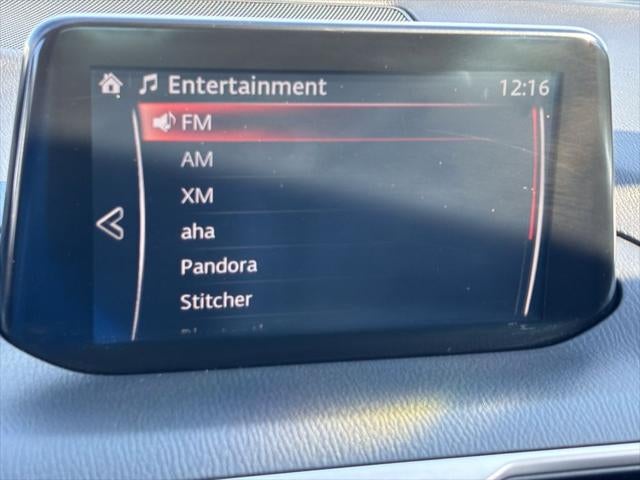 Entertainment 12:16
FM
AM
XM
aha
Pandora
Stitcher